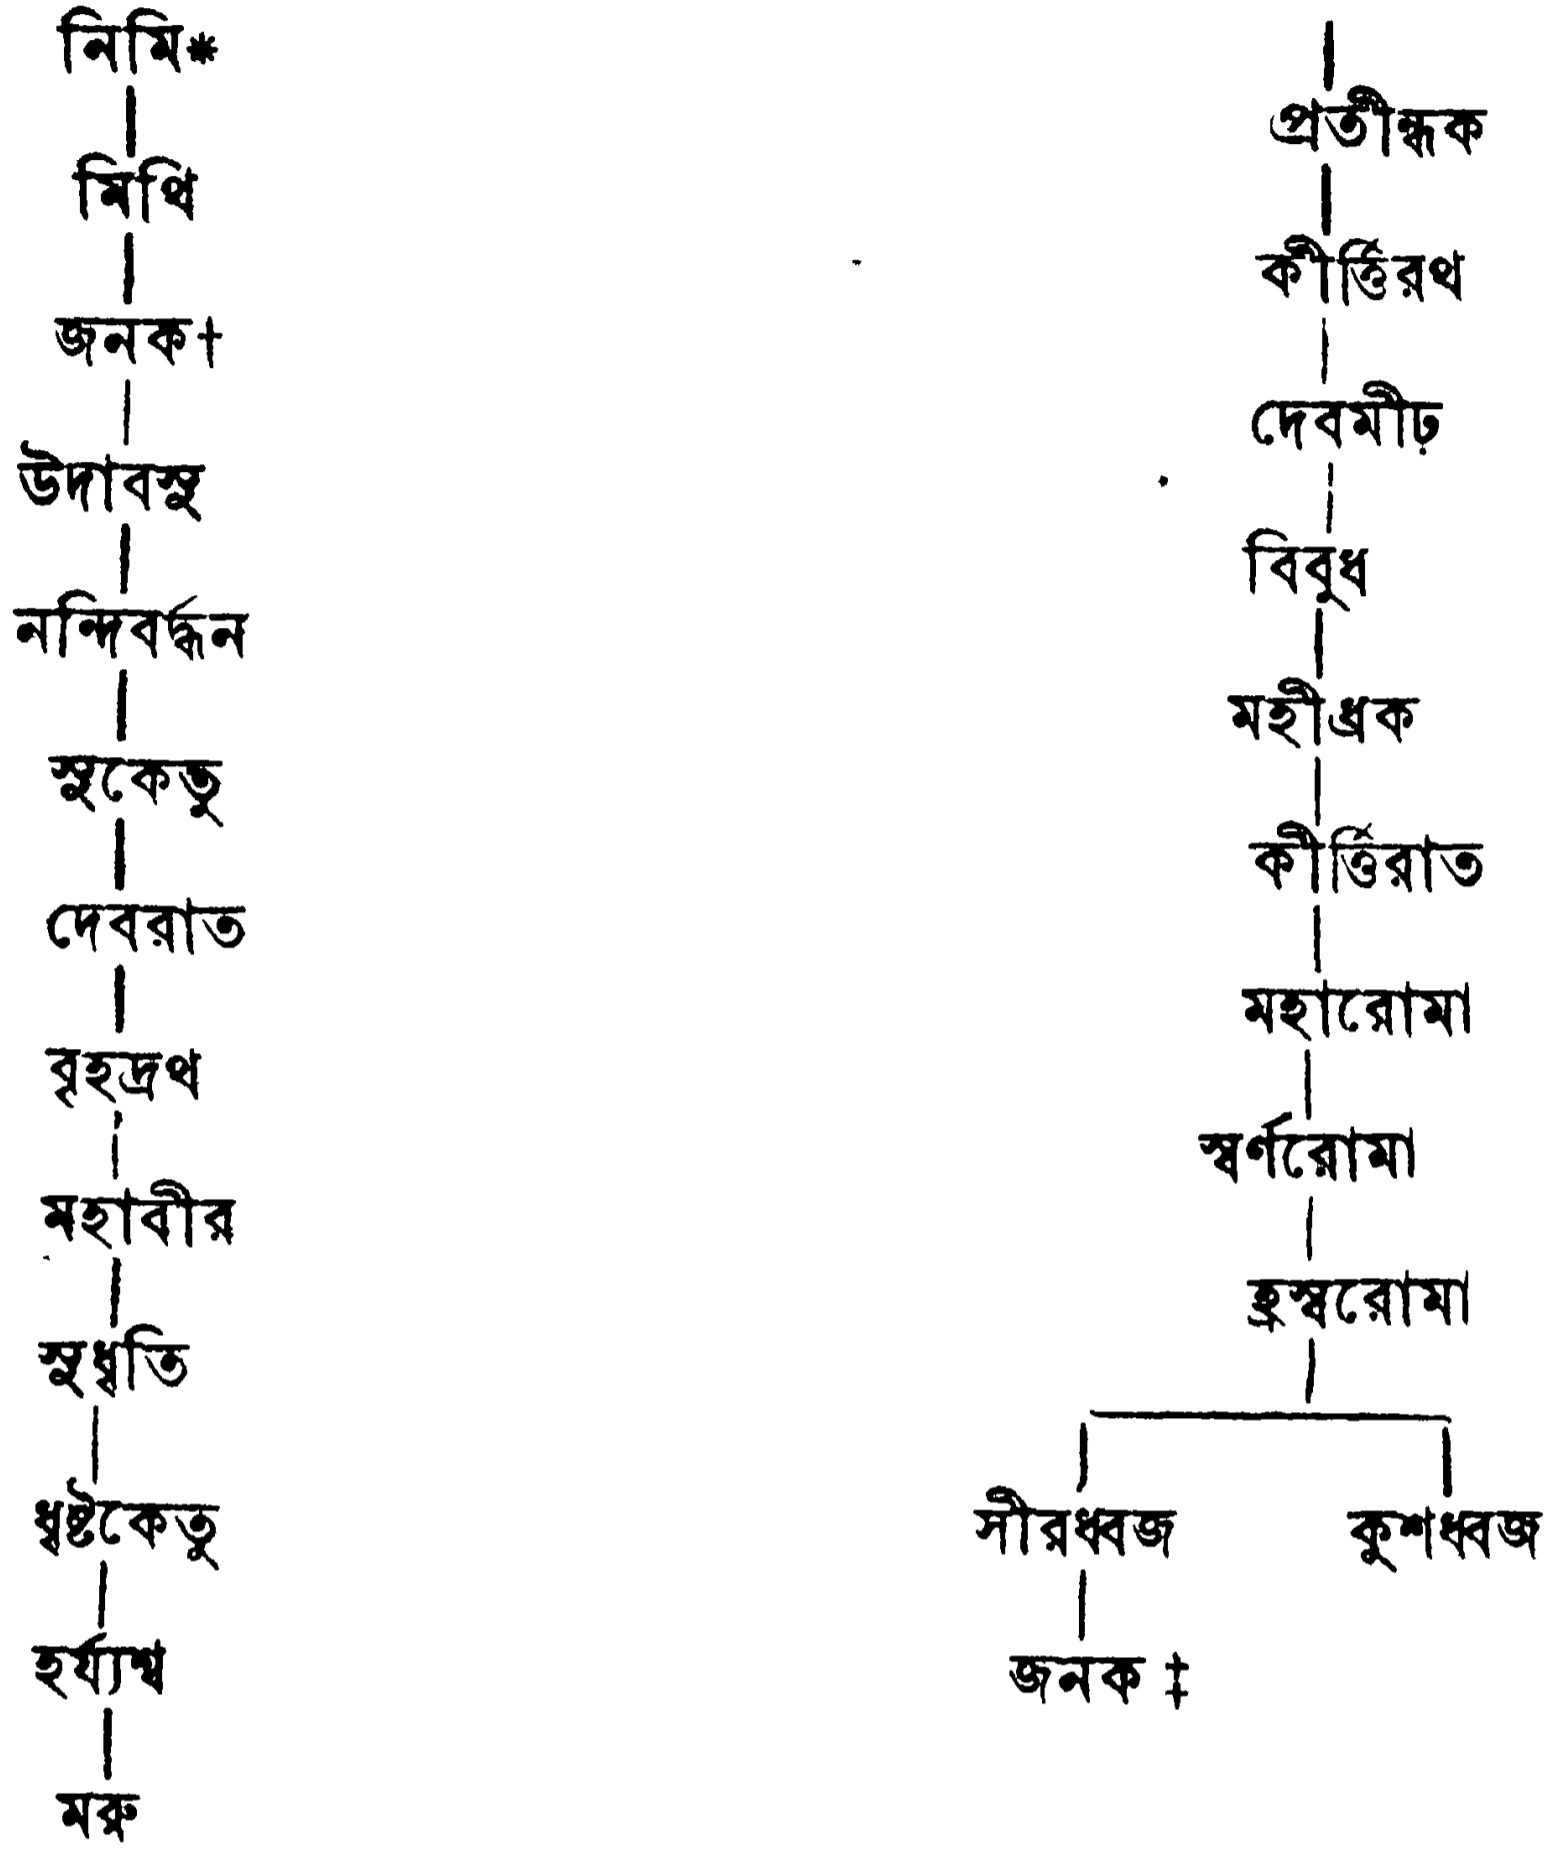 নিমি*
মিথি
জনক†
উদাবসু
নন্দিবর্দ্ধন
সুকেতু
দেবরাত
বৃহদ্রথ
মহাবীর
সুধৃতি
ধৃষ্টকেতু
হর্য্যশ্ব
মরু
প্রতীন্ধক
কীর্ত্তিরথ
দেবমীঢ়
বিবুধ
মহীধ্রক
কীর্ত্তিরাত
মহারোমা
স্বর্ণরোমা
হ্রস্বরোমা
সীরধ্বজ কুশধ্বজ
জনক ‡